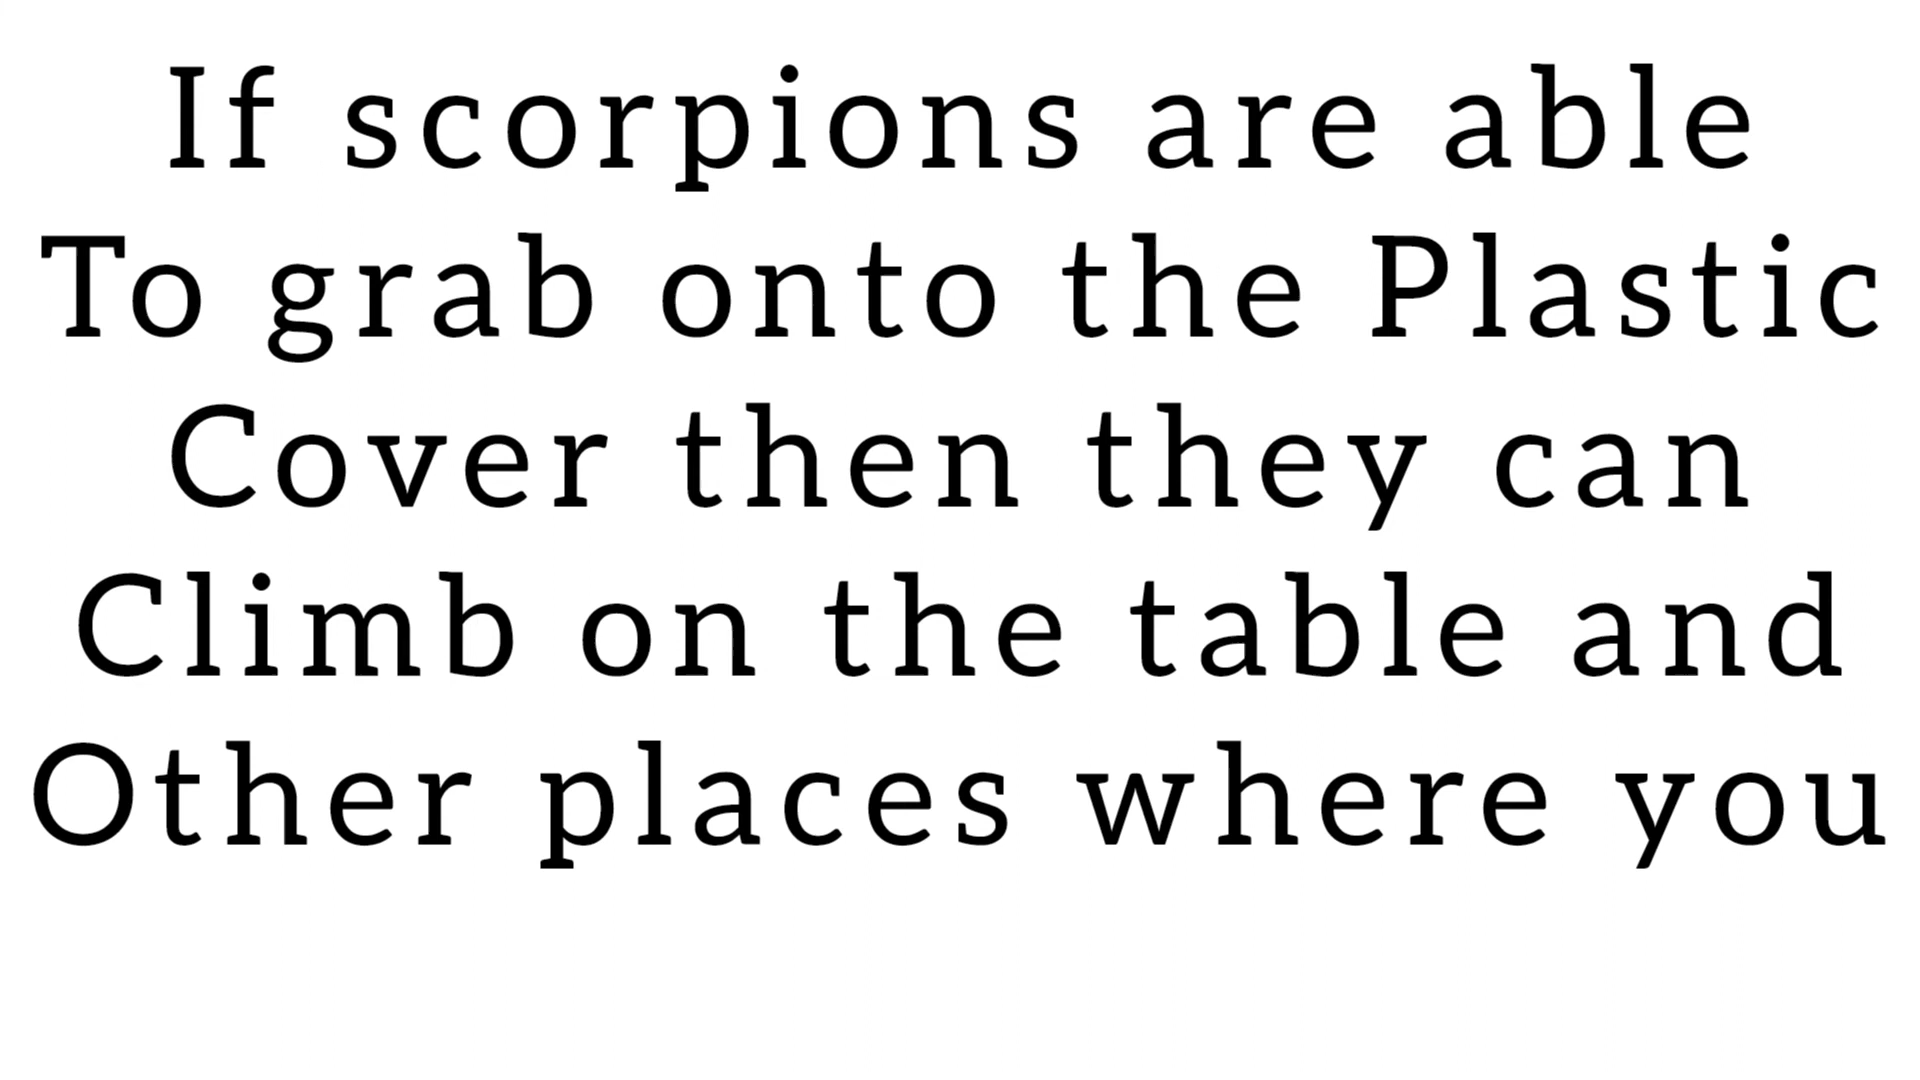 If scorpions are able
To grab onto the Plastic
Cover then they can
Climb on the table and
Other places where you